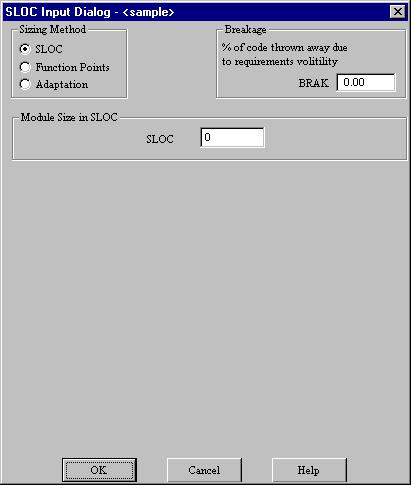 SLOC Input Dialog - <sample>
Sizing Method
SLOC
Function Points
Adaptation
Breakage
% of code thrown away due
to requirements volitility
BRAK 0.00
Module Size in SLOC
SLOC 0
OK Cancel Help